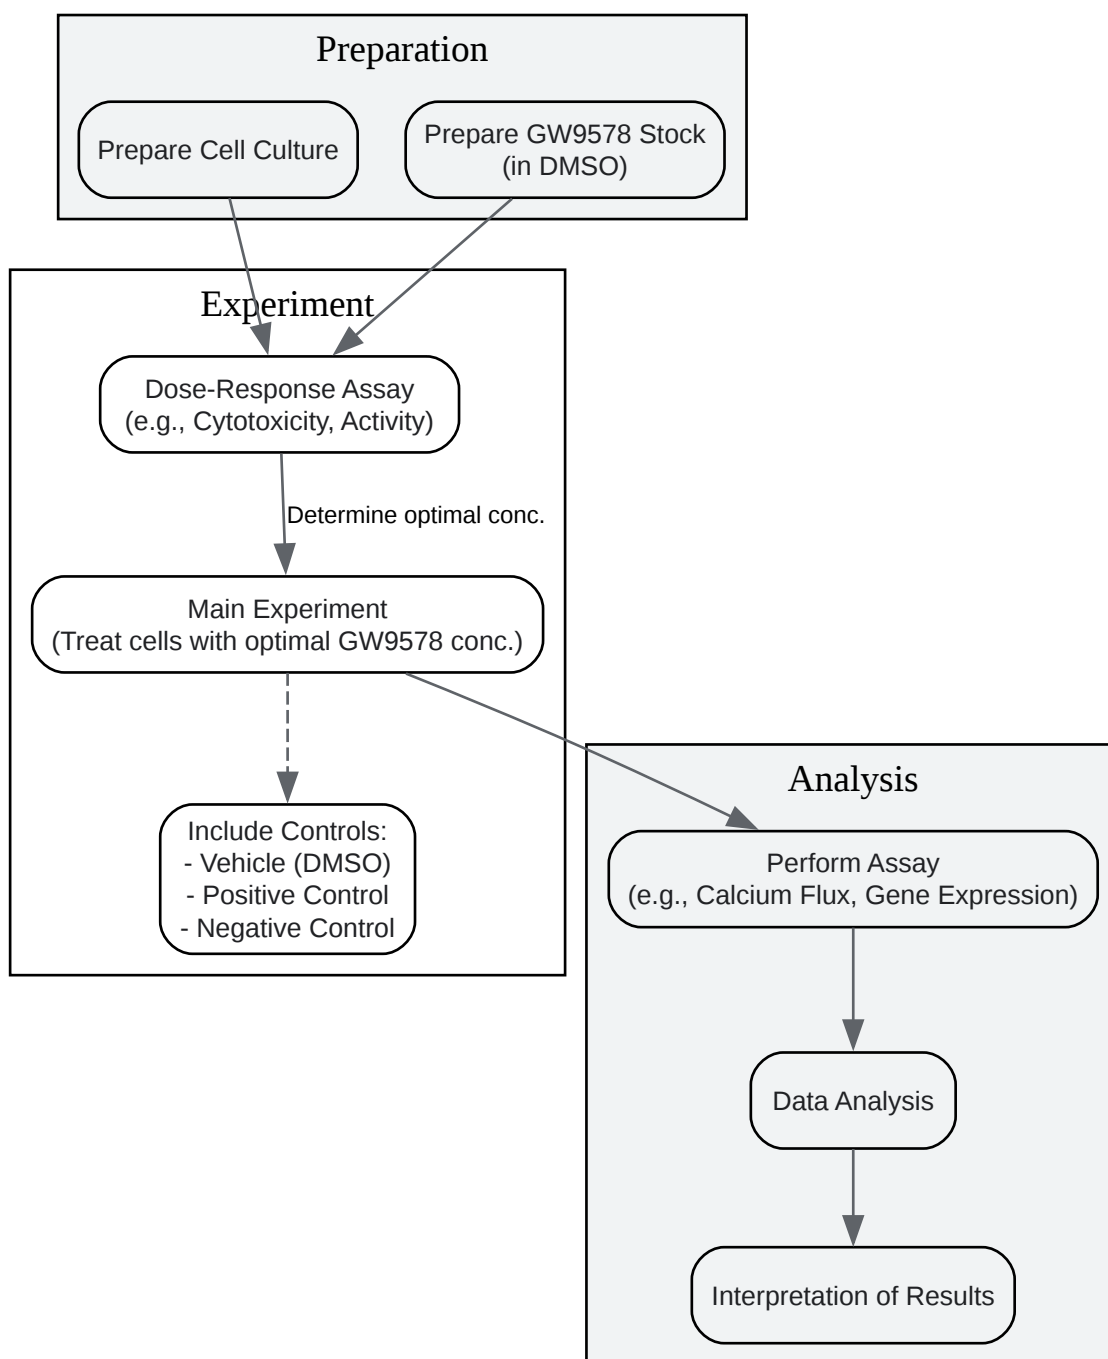 Preparation
Prepare Cell Culture
Prepare GW9578 Stock
(in DMSO)
Experiment
Dose-Response Assay
(e.g., Cytotoxicity, Activity)
Determine optimal conc.
Main Experiment
(Treat cells with optimal GW9578 conc.)
Include Controls:
- Vehicle (DMSO)
- Positive Control
- Negative Control
Analysis
Perform Assay
(e.g., Calcium Flux, Gene Expression)
Data Analysis
Interpretation of Results